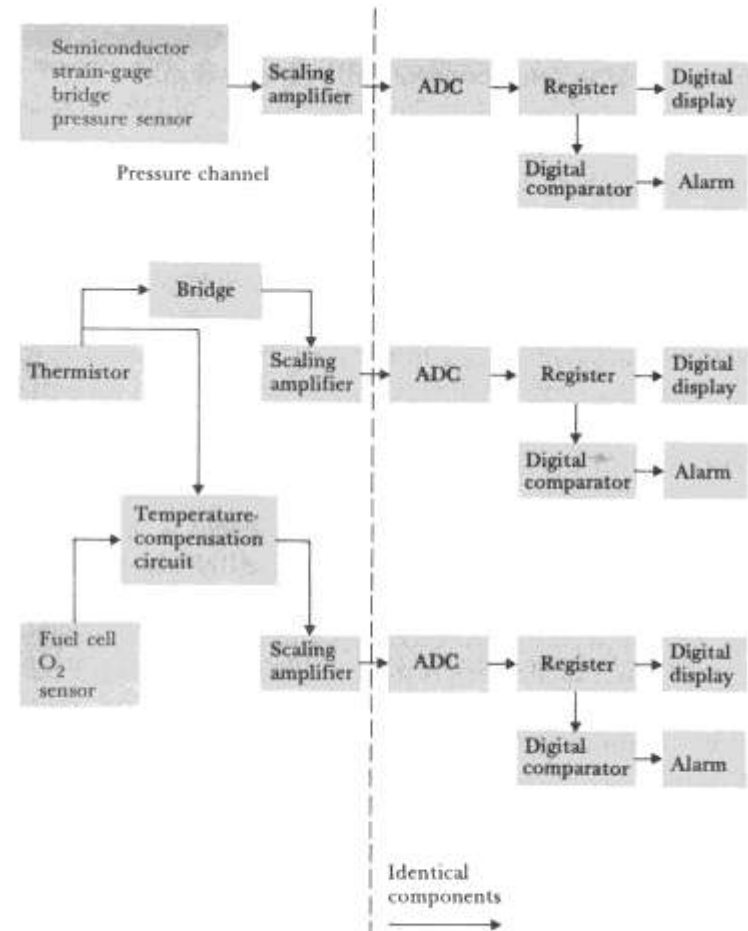 Semiconductor
strain-gage
bridge
pressure sensor
Scaling
amplifier
ADC
Register
Digital
display
Pressure channel
Digital
comparator
Alarm
Bridge
Thermistor
Scaling
amplifier
ADC
Register
Digital
display
Digital
comparator
Alarm
Temperature-
compensation
circuit
Fuel cell
O₂
sensor
Scaling
amplifier
ADC
Register
Digital
display
Digital
comparator
Alarm
Identical
components